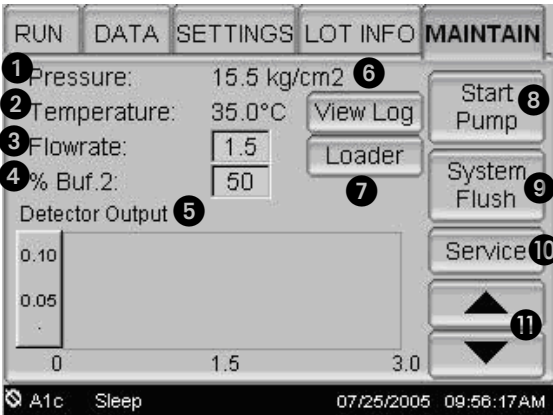 RUN DATA SETTINGS LOT INFO MAINTAIN
1 Pressure: 15.5 kg/cm2 6
2 Temperature: 35.0°C View Log
3 Flowrate: 1.5 Loader
4 % Buf.2: 50 7
Detector Output 5
0.10
0.05
.
0 1.5 3.0
Start
Pump 8
System
Flush 9
Service 10
11
A1c Sleep 07/25/2005 09:56:17AM